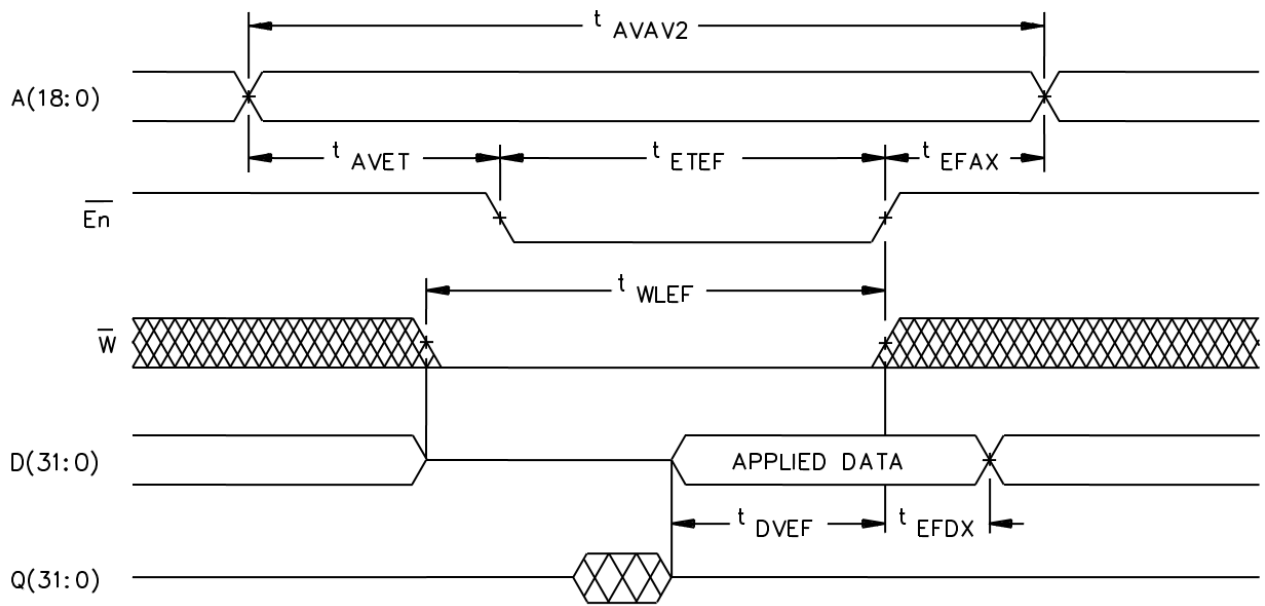 t AVAV2
A(18:0)
t AVET t ETEF t EFAX
En
t WLEF
W
D(31:0) APPLIED DATA
t DVEF t EFDX
Q(31:0)